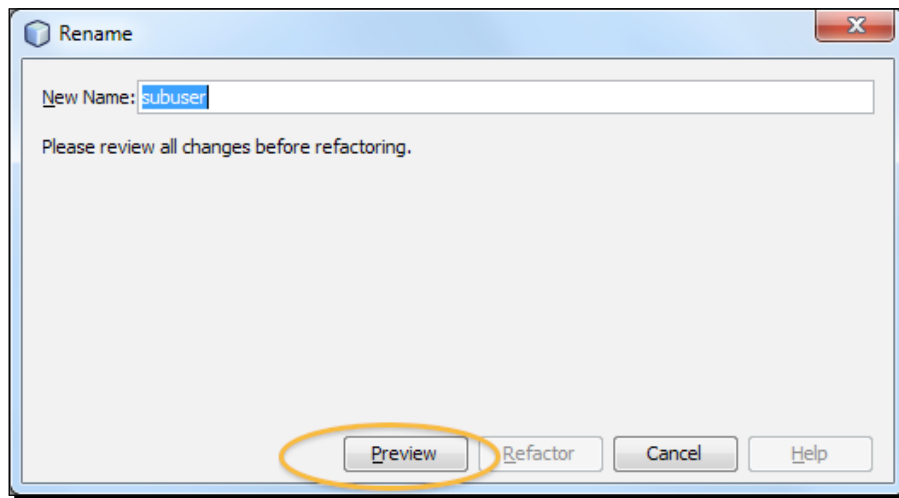 Rename
New Name: subuser
Please review all changes before refactoring.
Preview Refactor Cancel Help